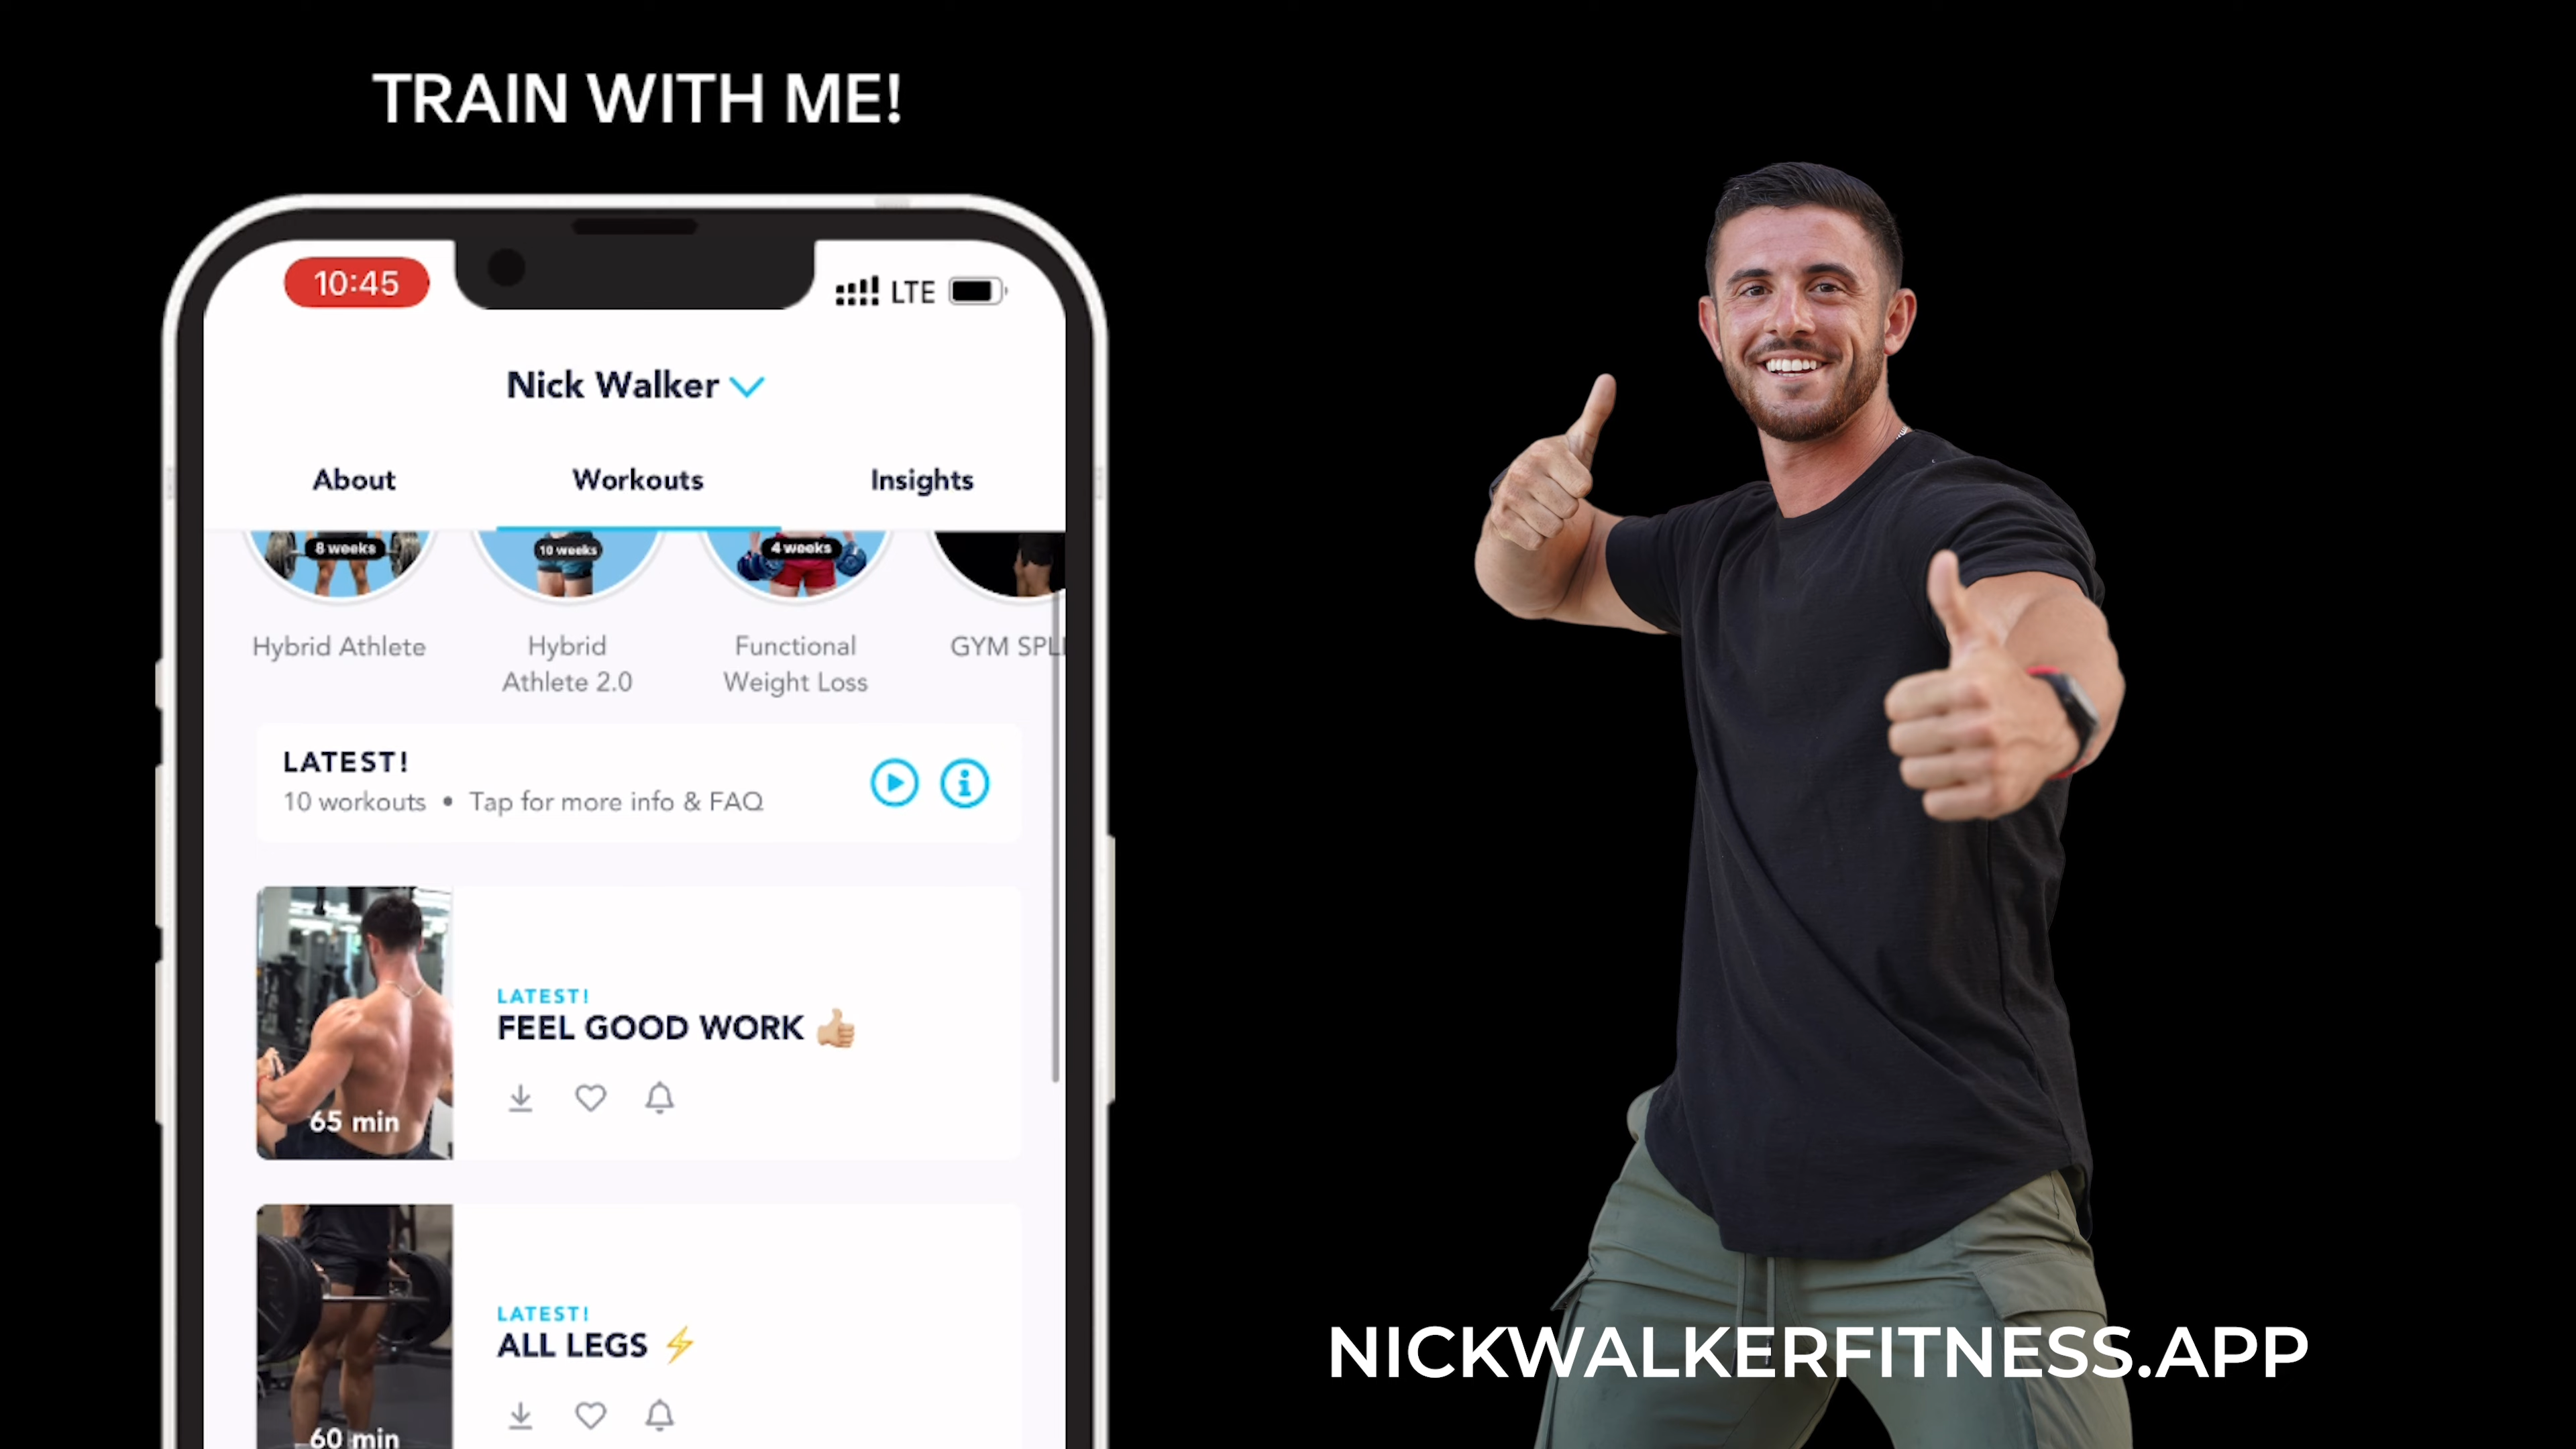 TRAIN WITH ME!
10:45
LTE
Nick Walker
About
Workouts
Insights
8 weeks
10 weeks
4 weeks
Hybrid Athlete
Hybrid
Athlete 2.0
Functional
Weight Loss
GYM SPLI
LATEST!
10 workouts • Tap for more info & FAQ
LATEST!
FEEL GOOD WORK 👍🏼
65 min
LATEST!
ALL LEGS ⚡
60 min
NICKWALKERFITNESS.APP